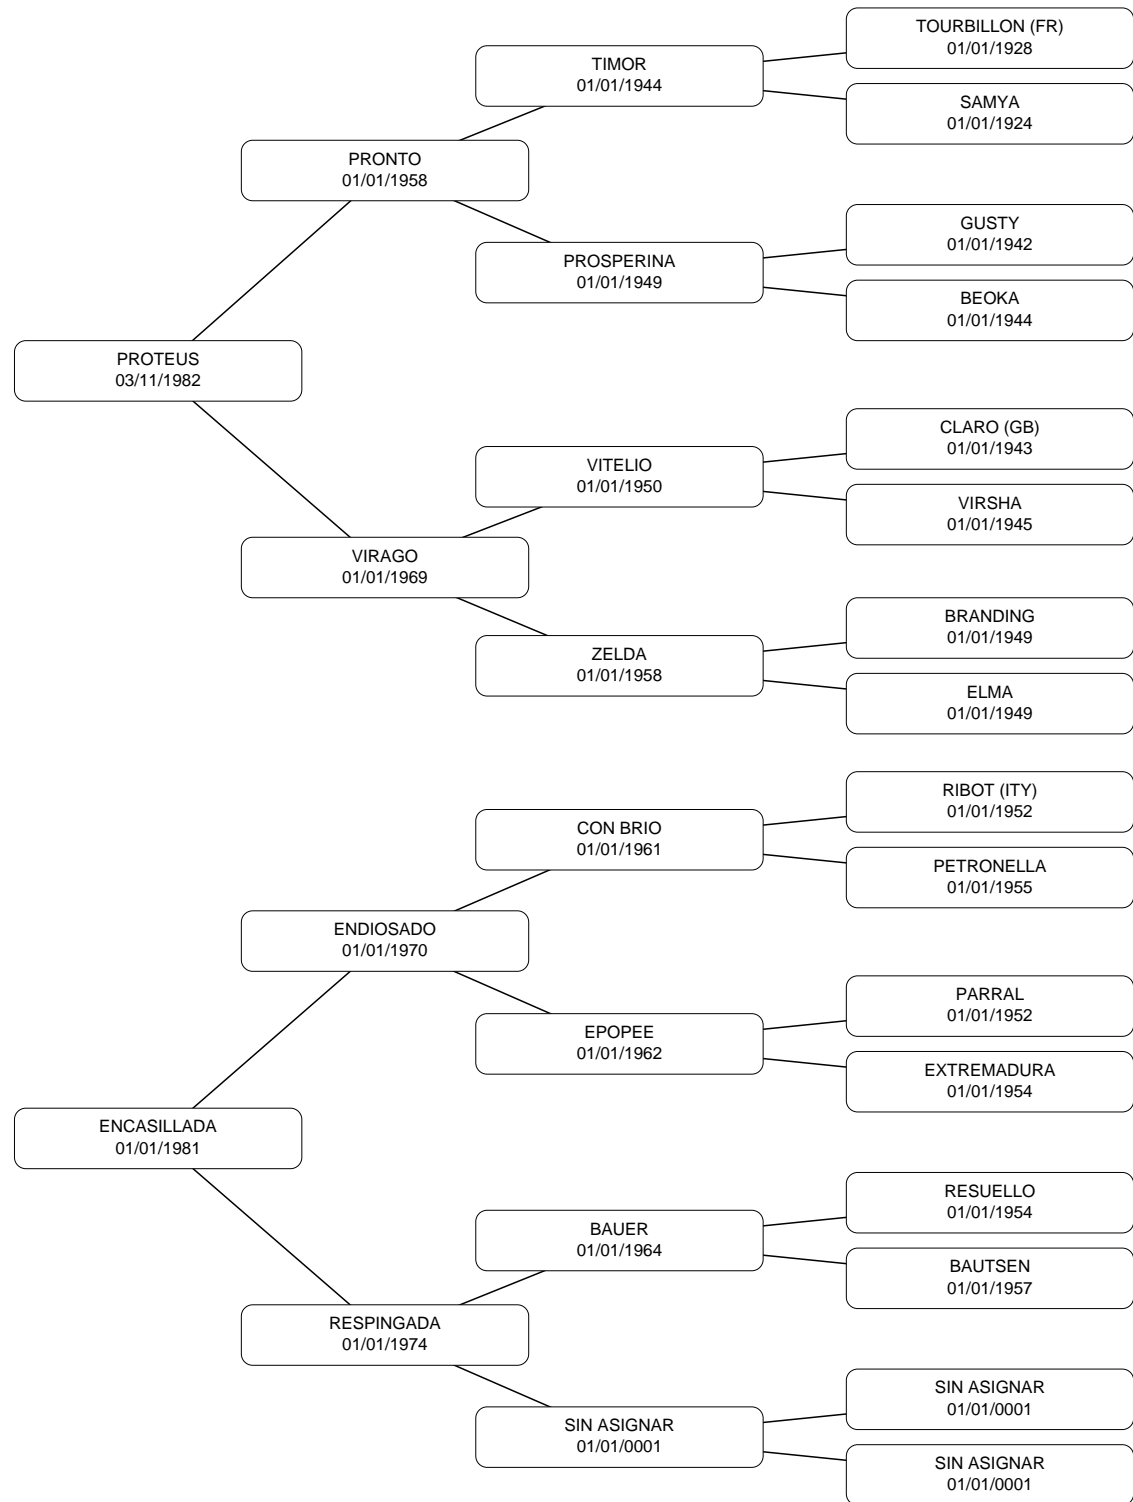 TOURBILLON (FR)
01/01/1928
TIMOR
01/01/1944
SAMYA
01/01/1924
PRONTO
01/01/1958
GUSTY
01/01/1942
PROSPERINA
01/01/1949
BEOKA
01/01/1944
PROTEUS
03/11/1982
CLARO (GB)
01/01/1943
VITELIO
01/01/1950
VIRSHA
01/01/1945
VIRAGO
01/01/1969
BRANDING
01/01/1949
ZELDA
01/01/1958
ELMA
01/01/1949
RIBOT (ITY)
01/01/1952
CON BRIO
01/01/1961
PETRONELLA
01/01/1955
ENDIOSADO
01/01/1970
PARRAL
01/01/1952
EPOPEE
01/01/1962
EXTREMADURA
01/01/1954
ENCASILLADA
01/01/1981
RESUELLO
01/01/1954
BAUER
01/01/1964
BAUTSEN
01/01/1957
RESPINGADA
01/01/1974
SIN ASIGNAR
01/01/0001
SIN ASIGNAR
01/01/0001
SIN ASIGNAR
01/01/0001